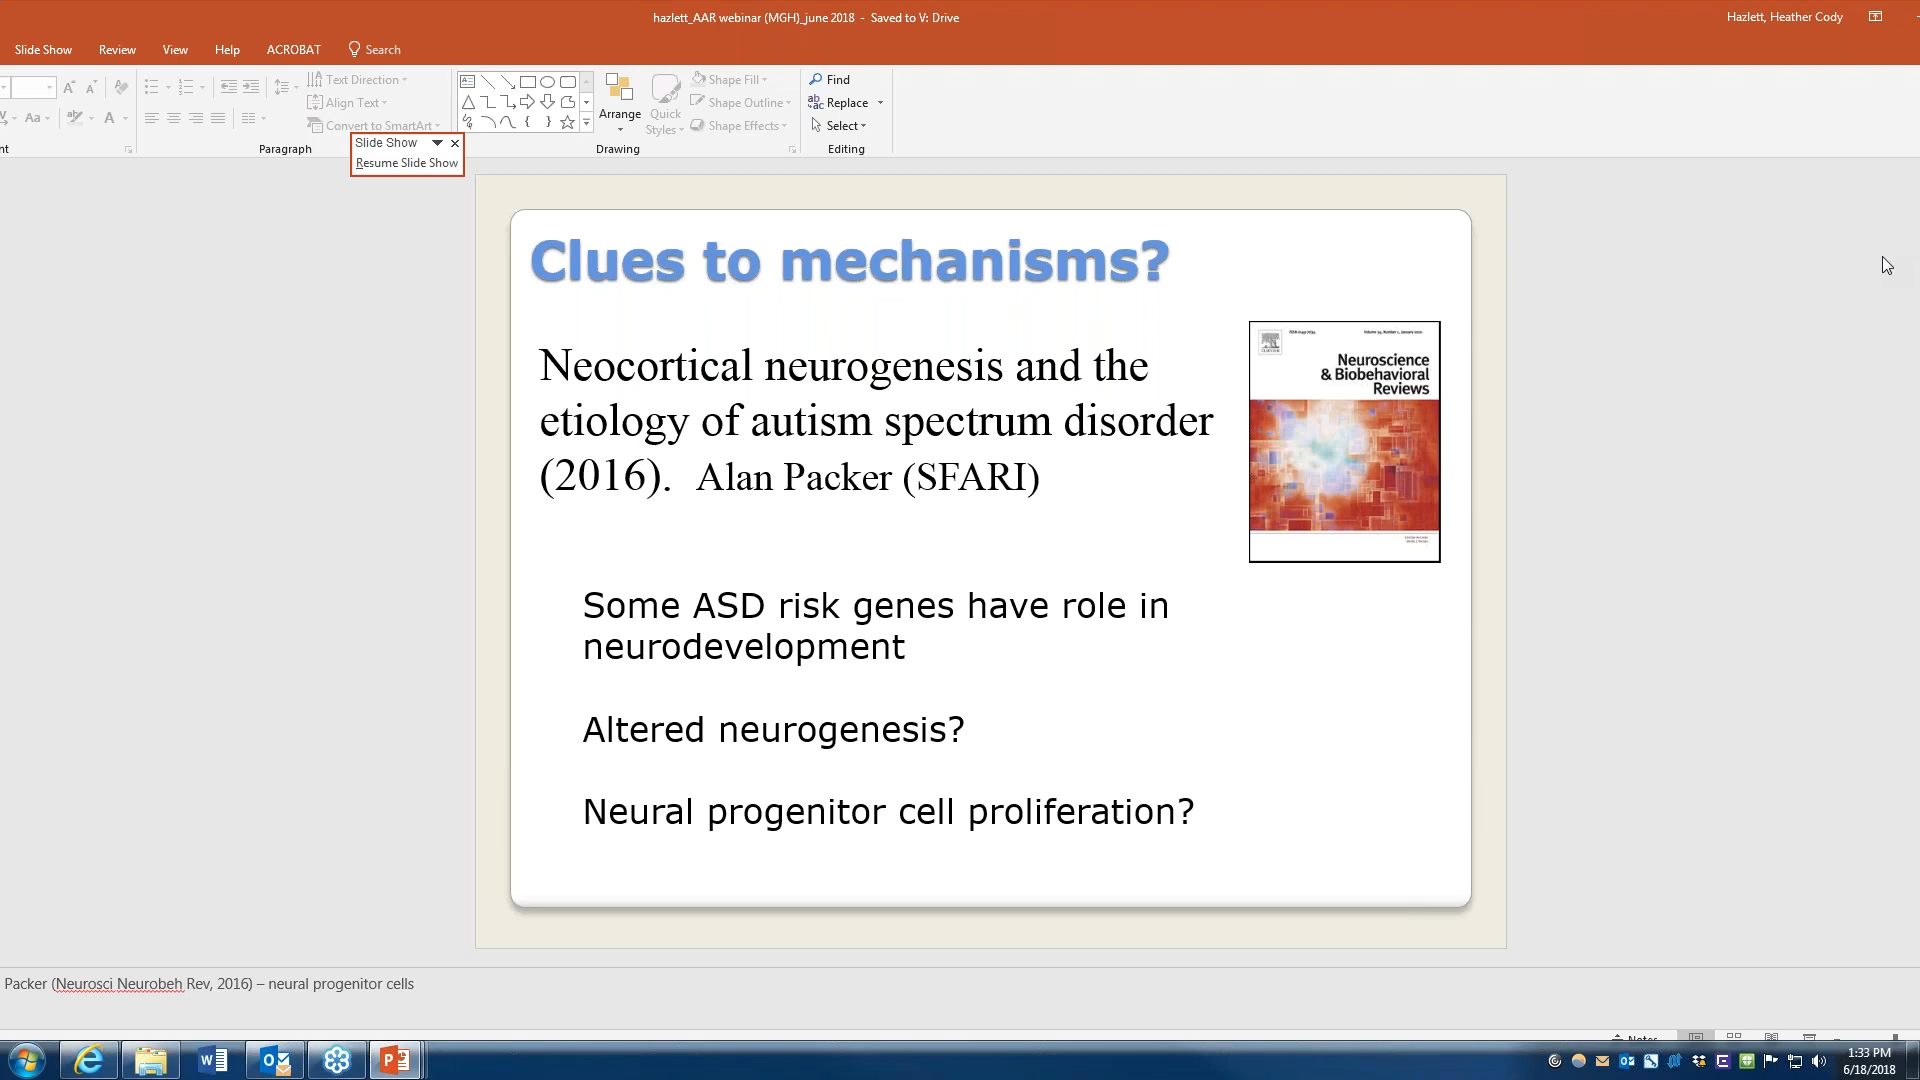 hazlett_AAR webinar (MGH)_june 2018 - Saved to V: Drive
Hazlett, Heather Cody
Slide Show
Review
View
Help
ACROBAT
Search
Text Direction
Align Text
Convert to SmartArt
Aa
A
Paragraph
Slide Show
Resume Slide Show
Arrange
Quick
Styles
Shape Fill
Shape Outline
Shape Effects
Drawing
Find
Replace
Select
Editing
Clues to mechanisms?
Neocortical neurogenesis and the
etiology of autism spectrum disorder
(2016). Alan Packer (SFARI)
ELSEVIER
Neuroscience
& Biobehavioral
Reviews
Some ASD risk genes have role in
neurodevelopment
Altered neurogenesis?
Neural progenitor cell proliferation?
Packer (Neurosci Neurobeh Rev, 2016) – neural progenitor cells
Notes
1:33 PM
6/18/2018